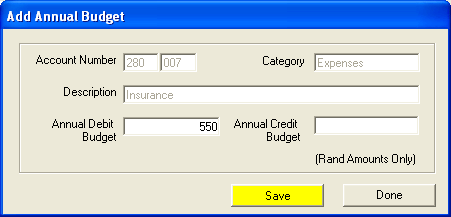 Add Annual Budget
Account Number 280 007 Category Expenses
Description Insurance
Annual Debit Budget 550 Annual Credit Budget
(Rand Amounts Only)
Save Done